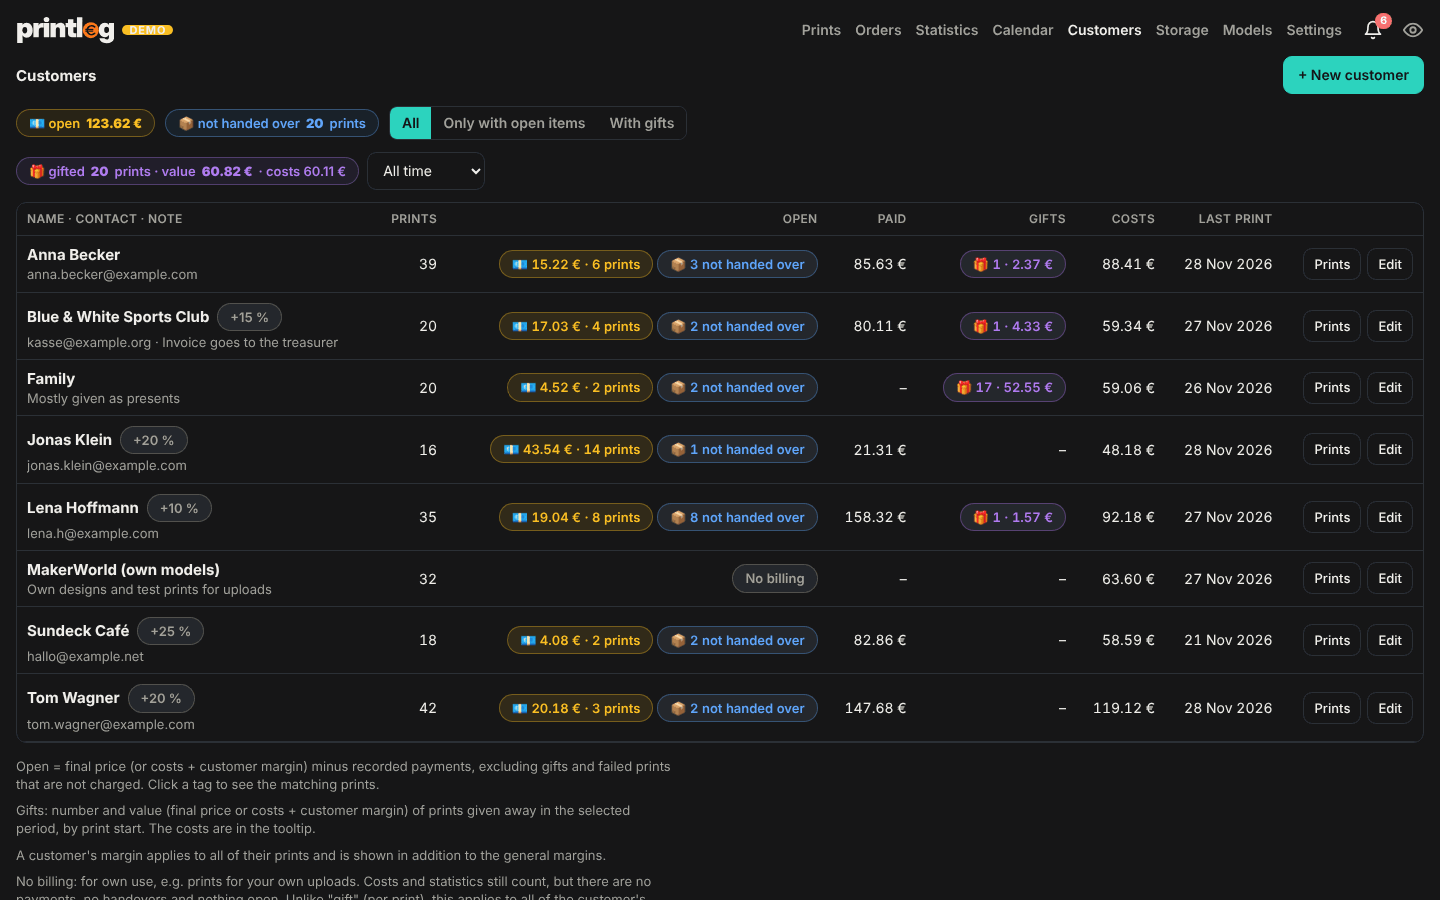 printlog DEMO
Prints Orders Statistics Calendar Customers Storage Models Settings 6
Customers
+ New customer
open 123.62 € not handed over 20 prints All Only with open items With gifts
gifted 20 prints · value 60.82 € · costs 60.11 € All time
NAME · CONTACT · NOTE PRINTS OPEN PAID GIFTS COSTS LAST PRINT
Anna Becker
anna.becker@example.com
39 15.22 € · 6 prints 3 not handed over 85.63 € 1 · 2.37 € 88.41 € 28 Nov 2026 Prints Edit
Blue & White Sports Club +15 %
kasse@example.org · Invoice goes to the treasurer
20 17.03 € · 4 prints 2 not handed over 80.11 € 1 · 4.33 € 59.34 € 27 Nov 2026 Prints Edit
Family
Mostly given as presents
20 4.52 € · 2 prints 2 not handed over – 17 · 52.55 € 59.06 € 26 Nov 2026 Prints Edit
Jonas Klein +20 %
jonas.klein@example.com
16 43.54 € · 14 prints 1 not handed over 21.31 € – 48.18 € 28 Nov 2026 Prints Edit
Lena Hoffmann +10 %
lena.h@example.com
35 19.04 € · 8 prints 8 not handed over 158.32 € 1 · 1.57 € 92.18 € 27 Nov 2026 Prints Edit
MakerWorld (own models)
Own designs and test prints for uploads
32 No billing – – 63.60 € 27 Nov 2026 Prints Edit
Sundeck Café +25 %
hallo@example.net
18 4.08 € · 2 prints 2 not handed over 82.86 € – 58.59 € 21 Nov 2026 Prints Edit
Tom Wagner +20 %
tom.wagner@example.com
42 20.18 € · 3 prints 2 not handed over 147.68 € – 119.12 € 28 Nov 2026 Prints Edit
Open = final price (or costs + customer margin) minus recorded payments, excluding gifts and failed prints
that are not charged. Click a tag to see the matching prints.
Gifts: number and value (final price or costs + customer margin) of prints given away in the selected
period, by print start. The costs are in the tooltip.
A customer's margin applies to all of their prints and is shown in addition to the general margins.
No billing: for own use, e.g. prints for your own uploads. Costs and statistics still count, but there are no
payments, no handovers and nothing open. Unlike "gift" (per print), this applies to all of the customer's